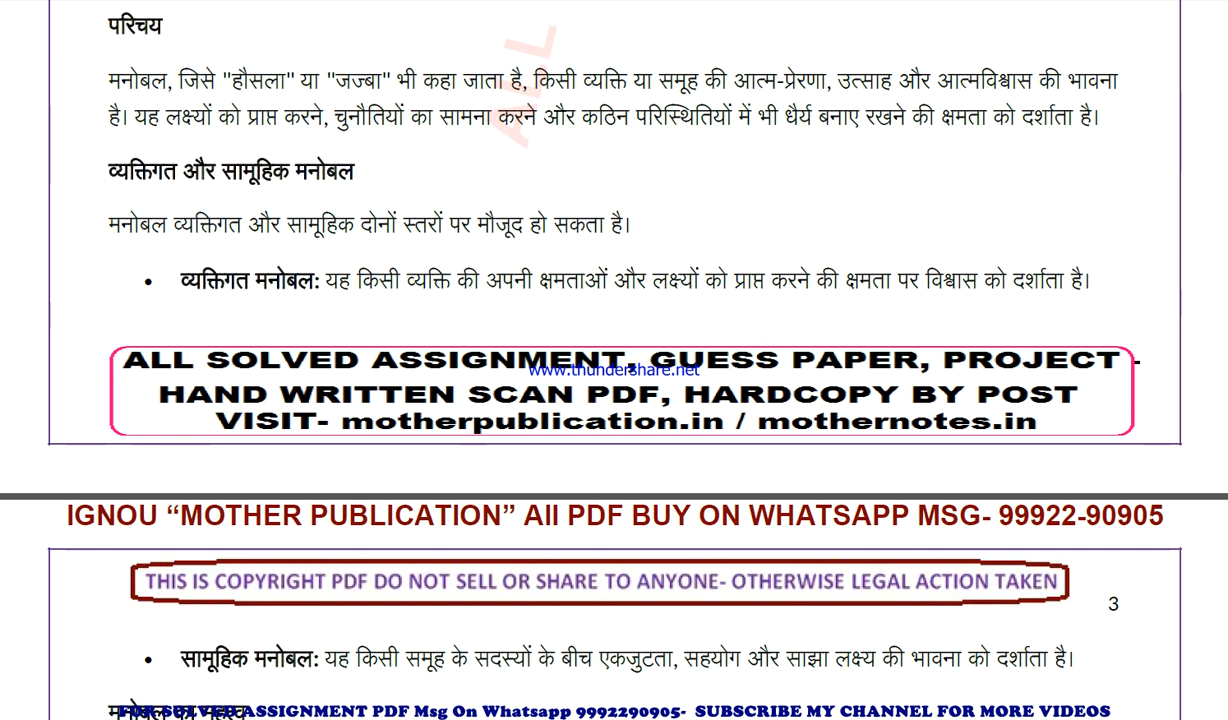 ALL
परिचय
मनोबल, जिसे "हौसला" या "जज्बा" भी कहा जाता है, किसी व्यक्ति या समूह की आत्म-प्रेरणा, उत्साह और आत्मविश्वास की भावना
है। यह लक्ष्यों को प्राप्त करने, चुनौतियों का सामना करने और कठिन परिस्थितियों में भी धैर्य बनाए रखने की क्षमता को दर्शाता है।
व्यक्तिगत और सामूहिक मनोबल
मनोबल व्यक्तिगत और सामूहिक दोनों स्तरों पर मौजूद हो सकता है।
• व्यक्तिगत मनोबल: यह किसी व्यक्ति की अपनी क्षमताओं और लक्ष्यों को प्राप्त करने की क्षमता पर विश्वास को दर्शाता है।
ALL SOLVED ASSIGNMENT, GUESS PAPER, PROJECT -
www.thundershare.net
HAND WRITTEN SCAN PDF, HARDCOPY BY POST
VISIT- motherpublication.in / mothernotes.in
IGNOU “MOTHER PUBLICATION” All PDF BUY ON WHATSAPP MSG- 99922-90905
THIS IS COPYRIGHT PDF DO NOT SELL OR SHARE TO ANYONE- OTHERWISE LEGAL ACTION TAKEN
3
• सामूहिक मनोबल: यह किसी समूह के सदस्यों के बीच एकजुटता, सहयोग और साझा लक्ष्य की भावना को दर्शाता है।
मनोबल का महत्व
FOR SOLVED ASSIGNMENT PDF Msg On Whatsapp 9992290905- SUBSCRIBE MY CHANNEL FOR MORE VIDEOS